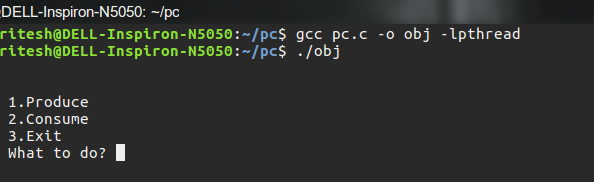 @DELL-Inspiron-N5050: ~/pc
ritesh@DELL-Inspiron-N5050:~/pc$ gcc pc.c -o obj -lpthread
ritesh@DELL-Inspiron-N5050:~/pc$ ./obj
1.Produce
2.Consume
3.Exit
What to do?